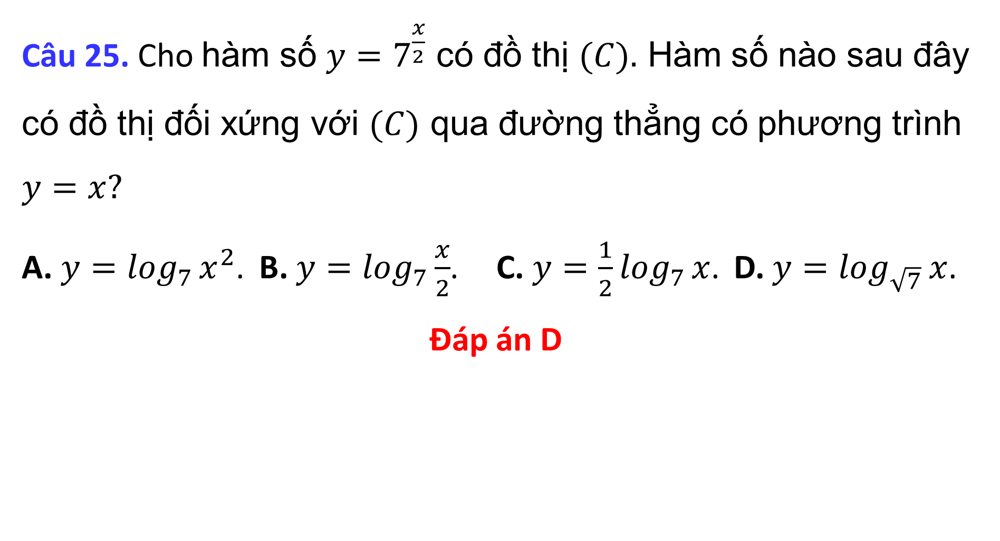 Câu 25. Cho hàm số $y = 7^{\frac{x}{2}}$ có đồ thị $(C)$. Hàm số nào sau đây
có đồ thị đối xứng với $(C)$ qua đường thẳng có phương trình
$y = x$?
A. $y = log_7 x^2$. B. $y = log_7 \frac{x}{2}$. C. $y = \frac{1}{2} log_7 x$. D. $y = log_{\sqrt{7}} x$.
Đáp án D